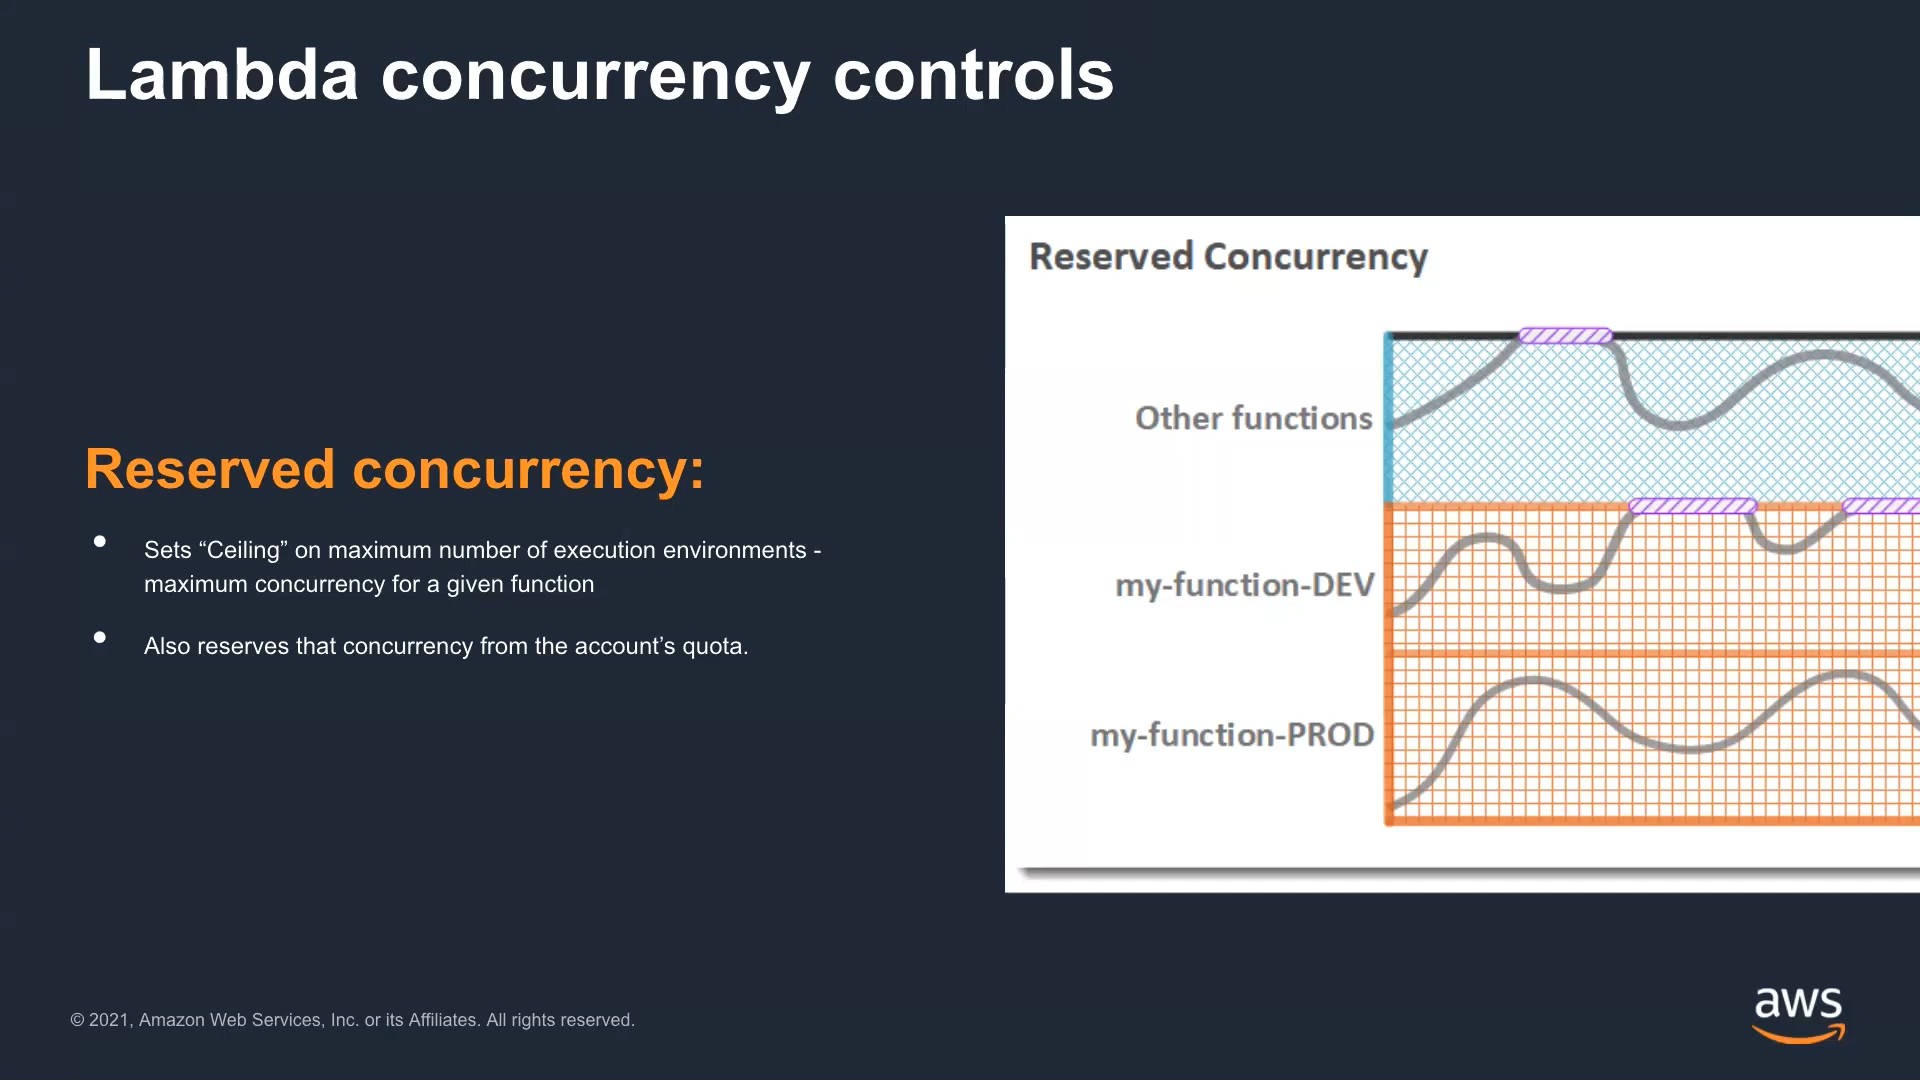 Lambda concurrency controls
Reserved concurrency:
• Sets “Ceiling” on maximum number of execution environments -
maximum concurrency for a given function
• Also reserves that concurrency from the account’s quota.
Reserved Concurrency
Other functions
my-function-DEV
my-function-PROD
© 2021, Amazon Web Services, Inc. or its Affiliates. All rights reserved.
aws